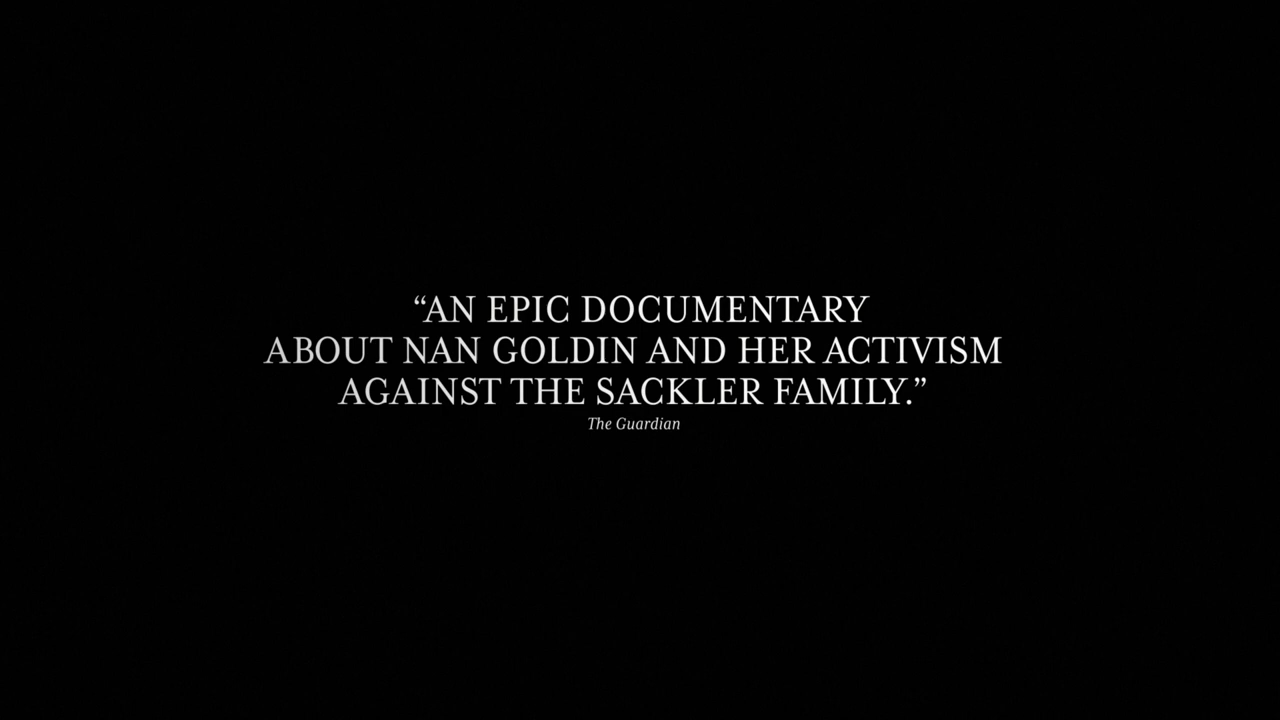 “AN EPIC DOCUMENTARY
ABOUT NAN GOLDIN AND HER ACTIVISM
AGAINST THE SACKLER FAMILY.”
The Guardian